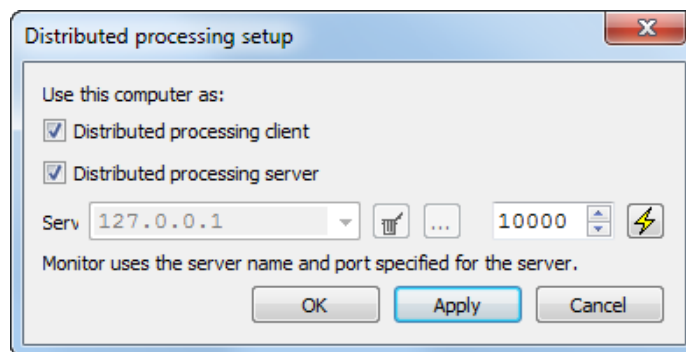 Distributed processing setup
Use this computer as:
Distributed processing client
Distributed processing server
Serv 127.0.0.1 ... 10000
Monitor uses the server name and port specified for the server.
OK Apply Cancel